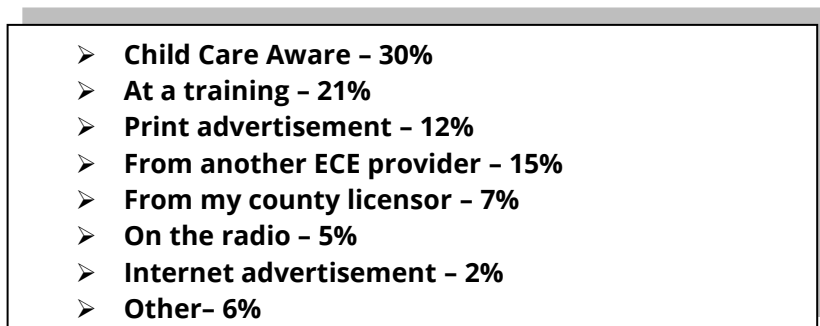 ➢ Child Care Aware – 30%
➢ At a training – 21%
➢ Print advertisement – 12%
➢ From another ECE provider – 15%
➢ From my county licensor – 7%
➢ On the radio – 5%
➢ Internet advertisement – 2%
➢ Other– 6%